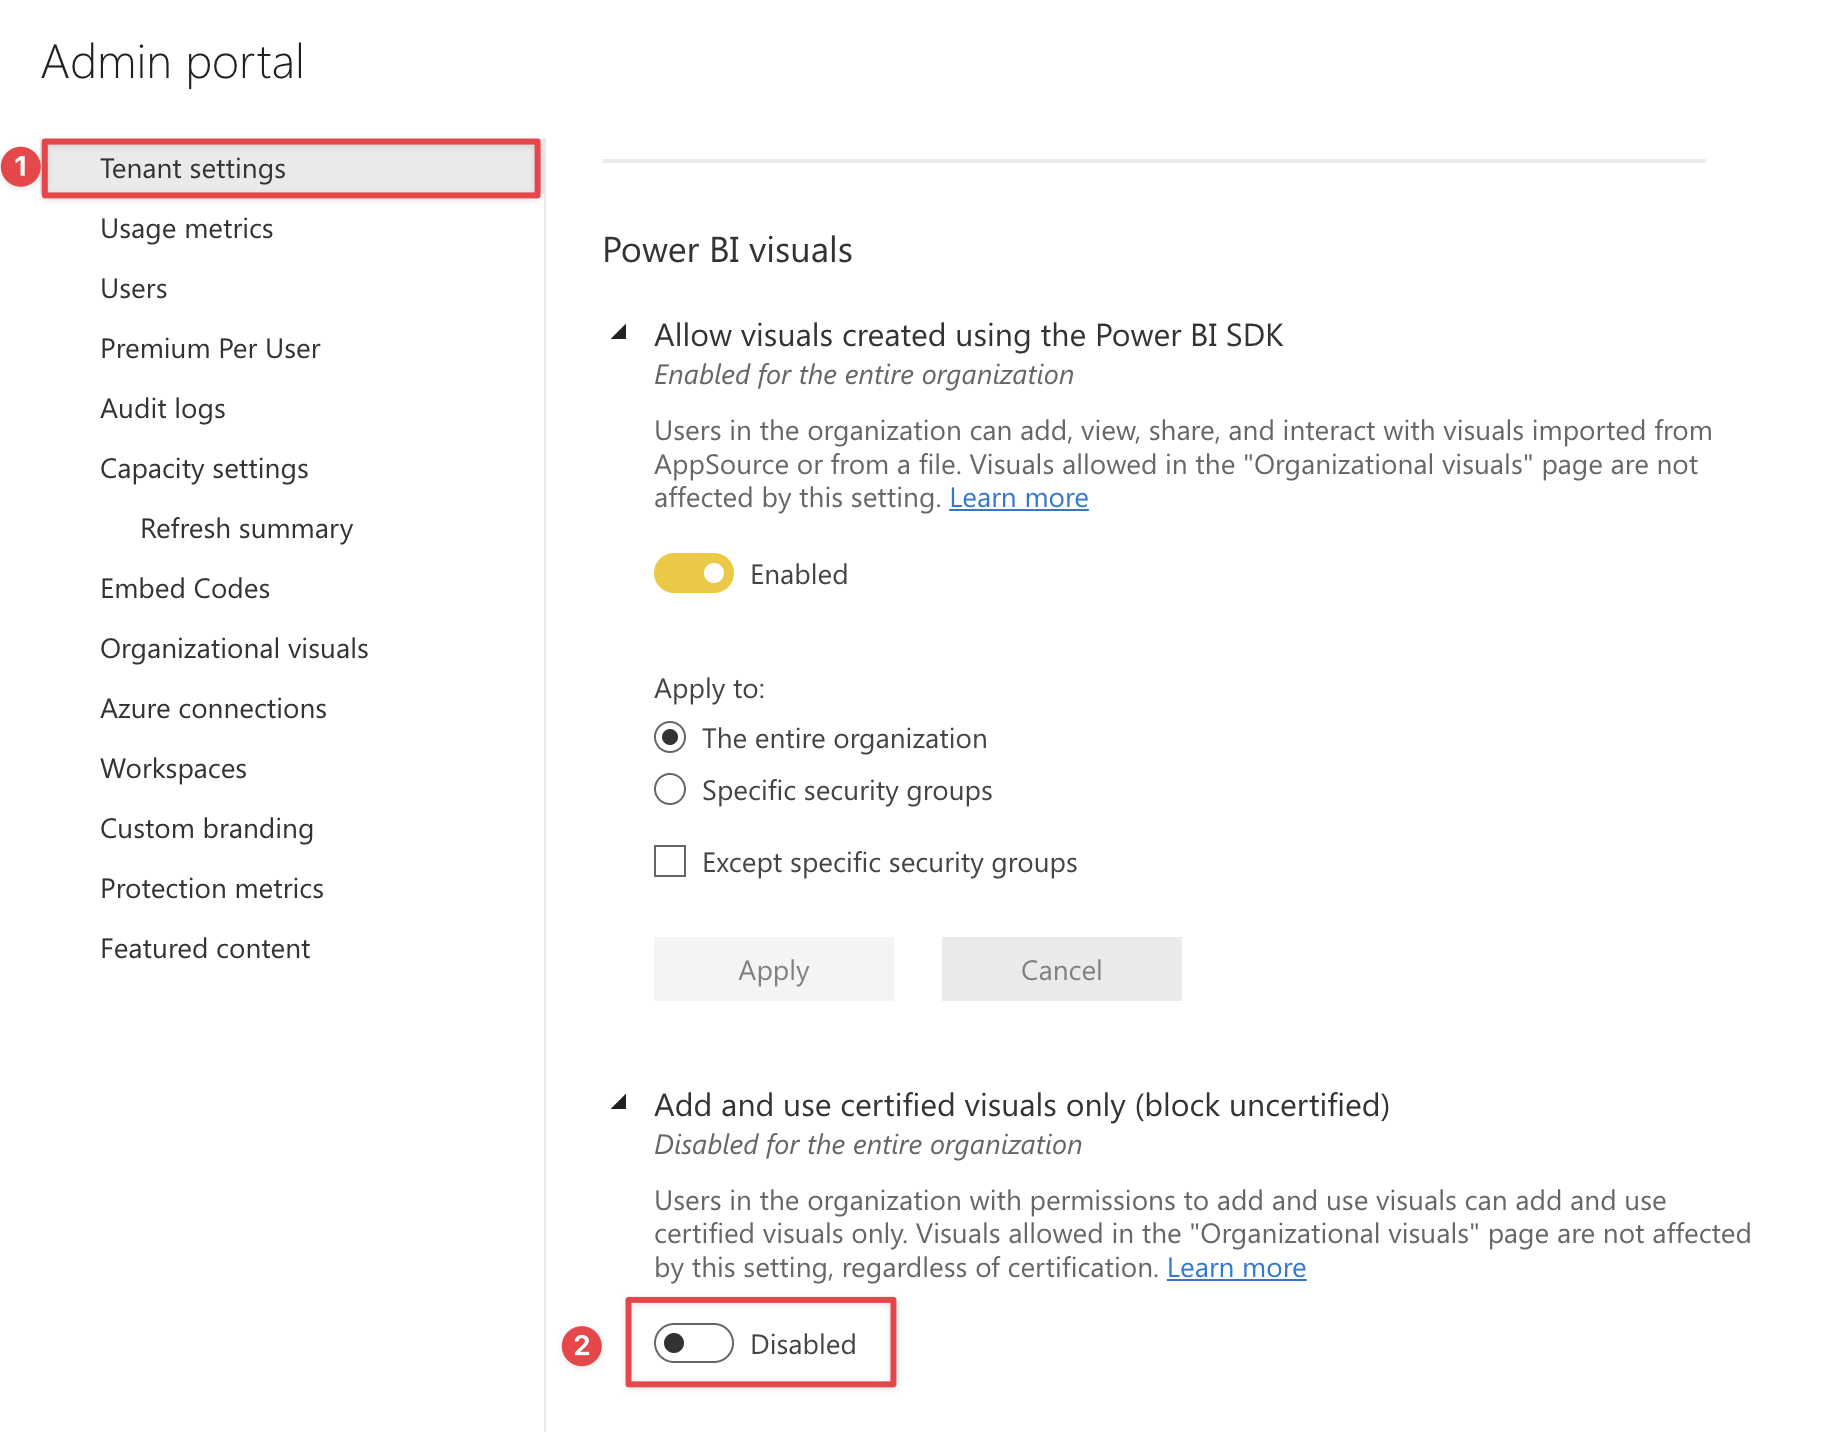 Admin portal
1
Tenant settings
Usage metrics
Users
Premium Per User
Audit logs
Capacity settings
Refresh summary
Embed Codes
Organizational visuals
Azure connections
Workspaces
Custom branding
Protection metrics
Featured content
Power BI visuals
Allow visuals created using the Power BI SDK
Enabled for the entire organization
Users in the organization can add, view, share, and interact with visuals imported from
AppSource or from a file. Visuals allowed in the "Organizational visuals" page are not
affected by this setting. Learn more
Enabled
Apply to:
The entire organization
Specific security groups
Except specific security groups
Apply
Cancel
Add and use certified visuals only (block uncertified)
Disabled for the entire organization
Users in the organization with permissions to add and use visuals can add and use
certified visuals only. Visuals allowed in the "Organizational visuals" page are not affected
by this setting, regardless of certification. Learn more
2
Disabled